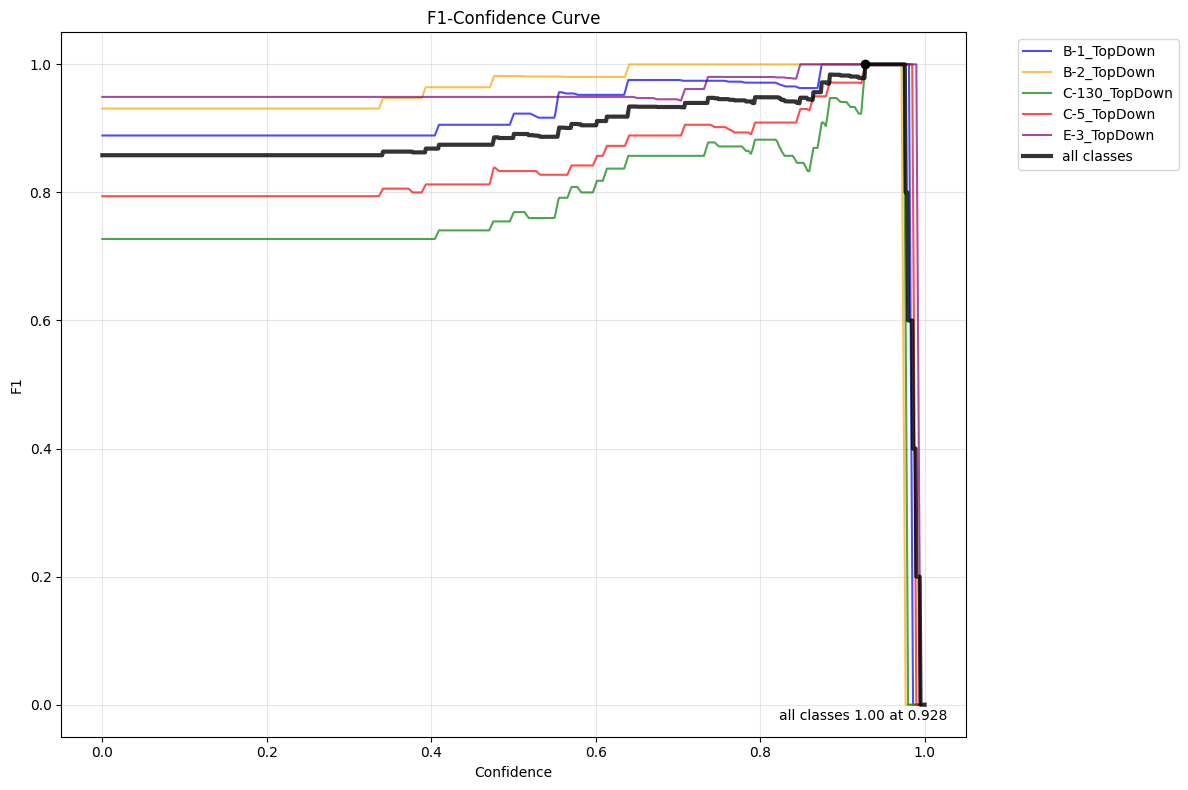 F1-Confidence Curve
B-1_TopDown
B-2_TopDown
C-130_TopDown
C-5_TopDown
E-3_TopDown
all classes
1.0
0.8
0.6
0.4
0.2
0.0
F1
all classes 1.00 at 0.928
0.0 0.2 0.4 0.6 0.8 1.0
Confidence